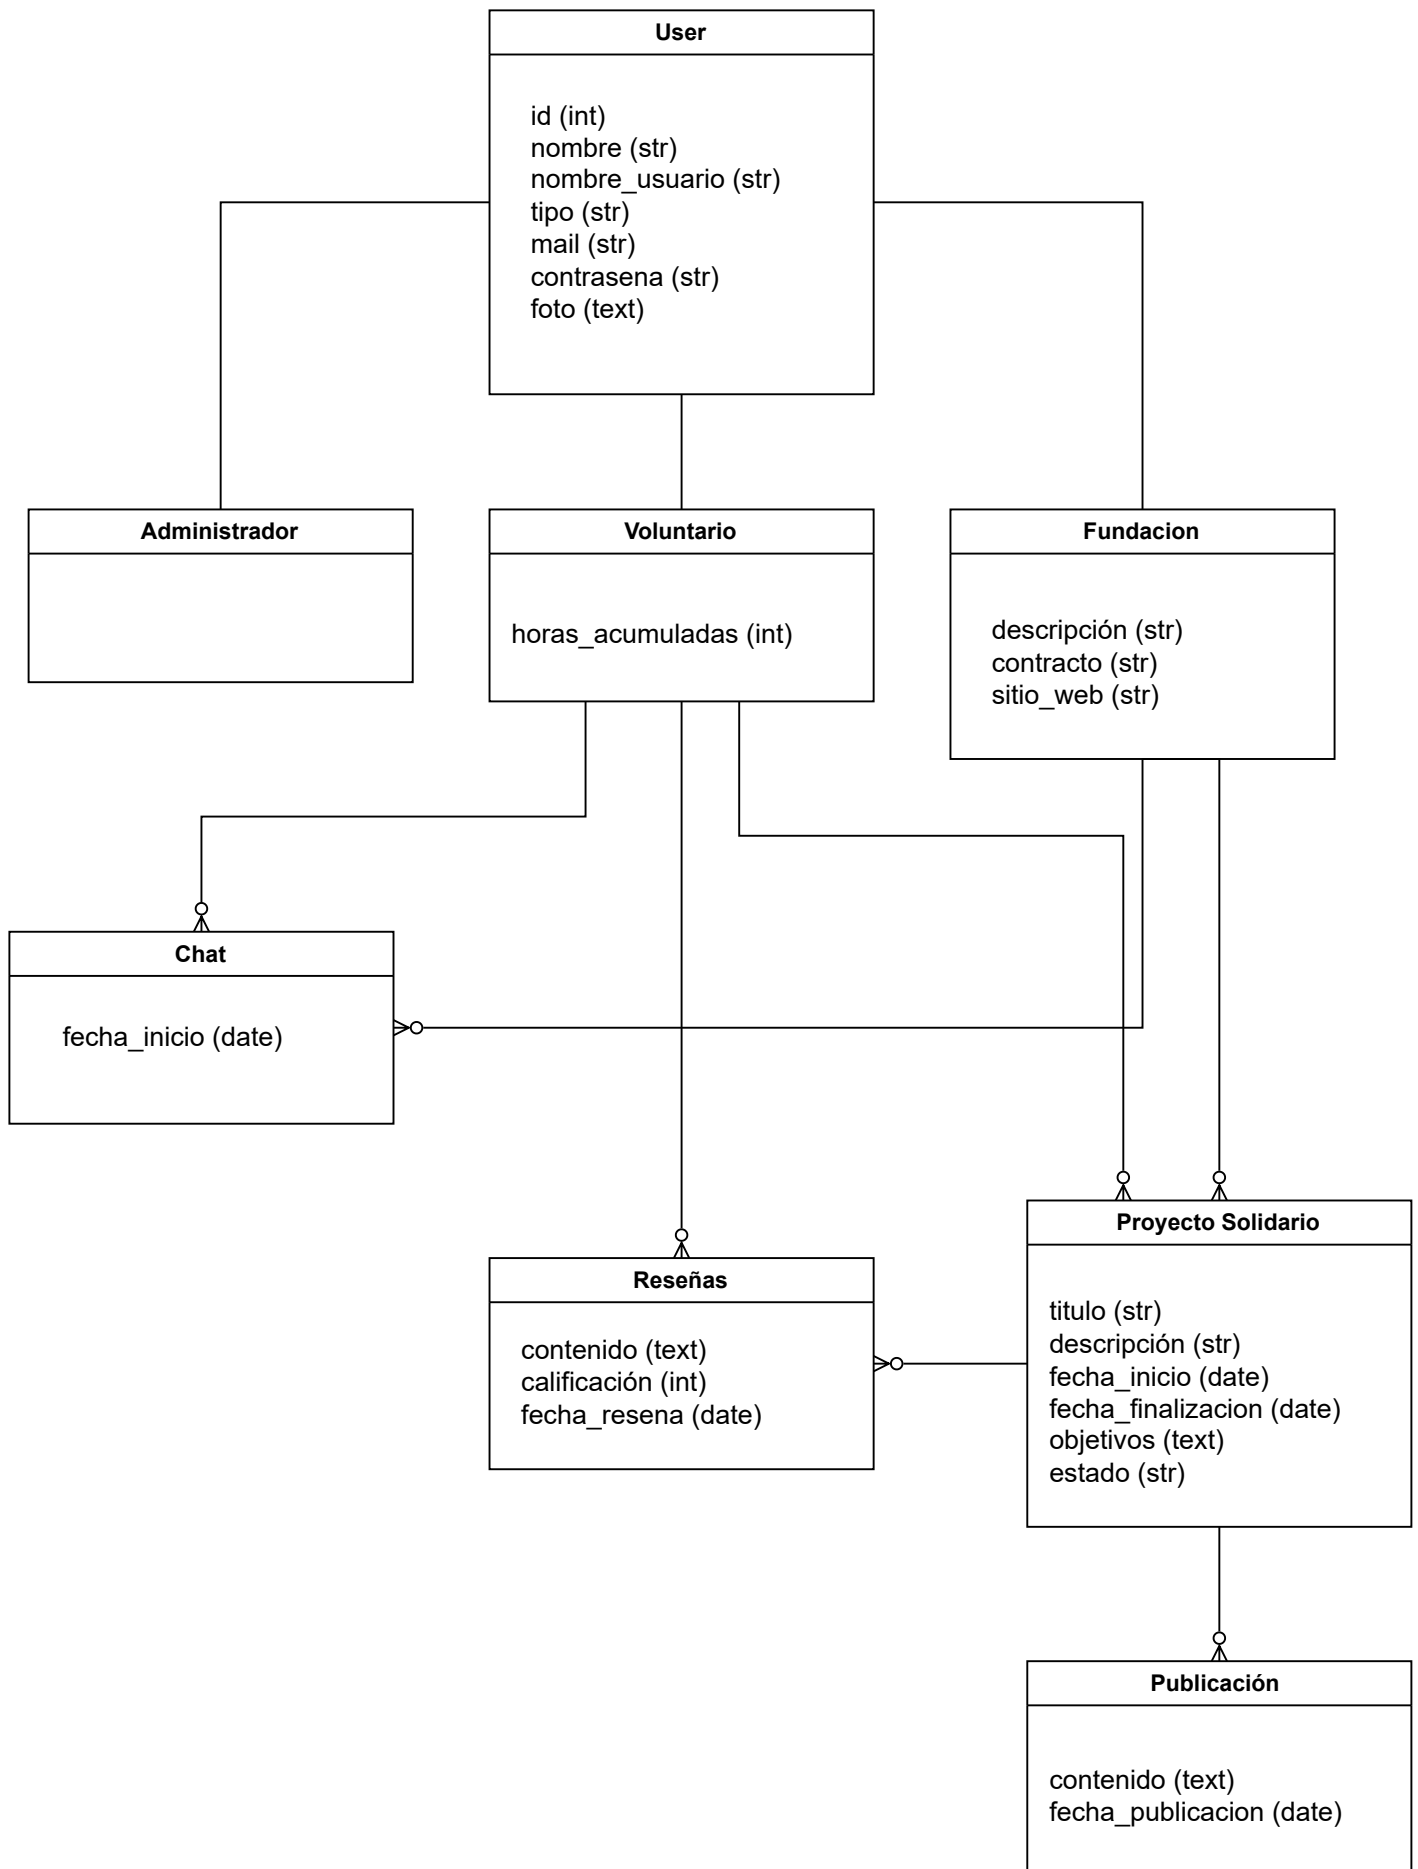 User
id (int)
nombre (str)
nombre_usuario (str)
tipo (str)
mail (str)
contrasena (str)
foto (text)
Administrador
Voluntario
horas_acumuladas (int)
Fundacion
descripción (str)
contracto (str)
sitio_web (str)
Chat
fecha_inicio (date)
Reseñas
contenido (text)
calificación (int)
fecha_resena (date)
Proyecto Solidario
titulo (str)
descripción (str)
fecha_inicio (date)
fecha_finalizacion (date)
objetivos (text)
estado (str)
Publicación
contenido (text)
fecha_publicacion (date)